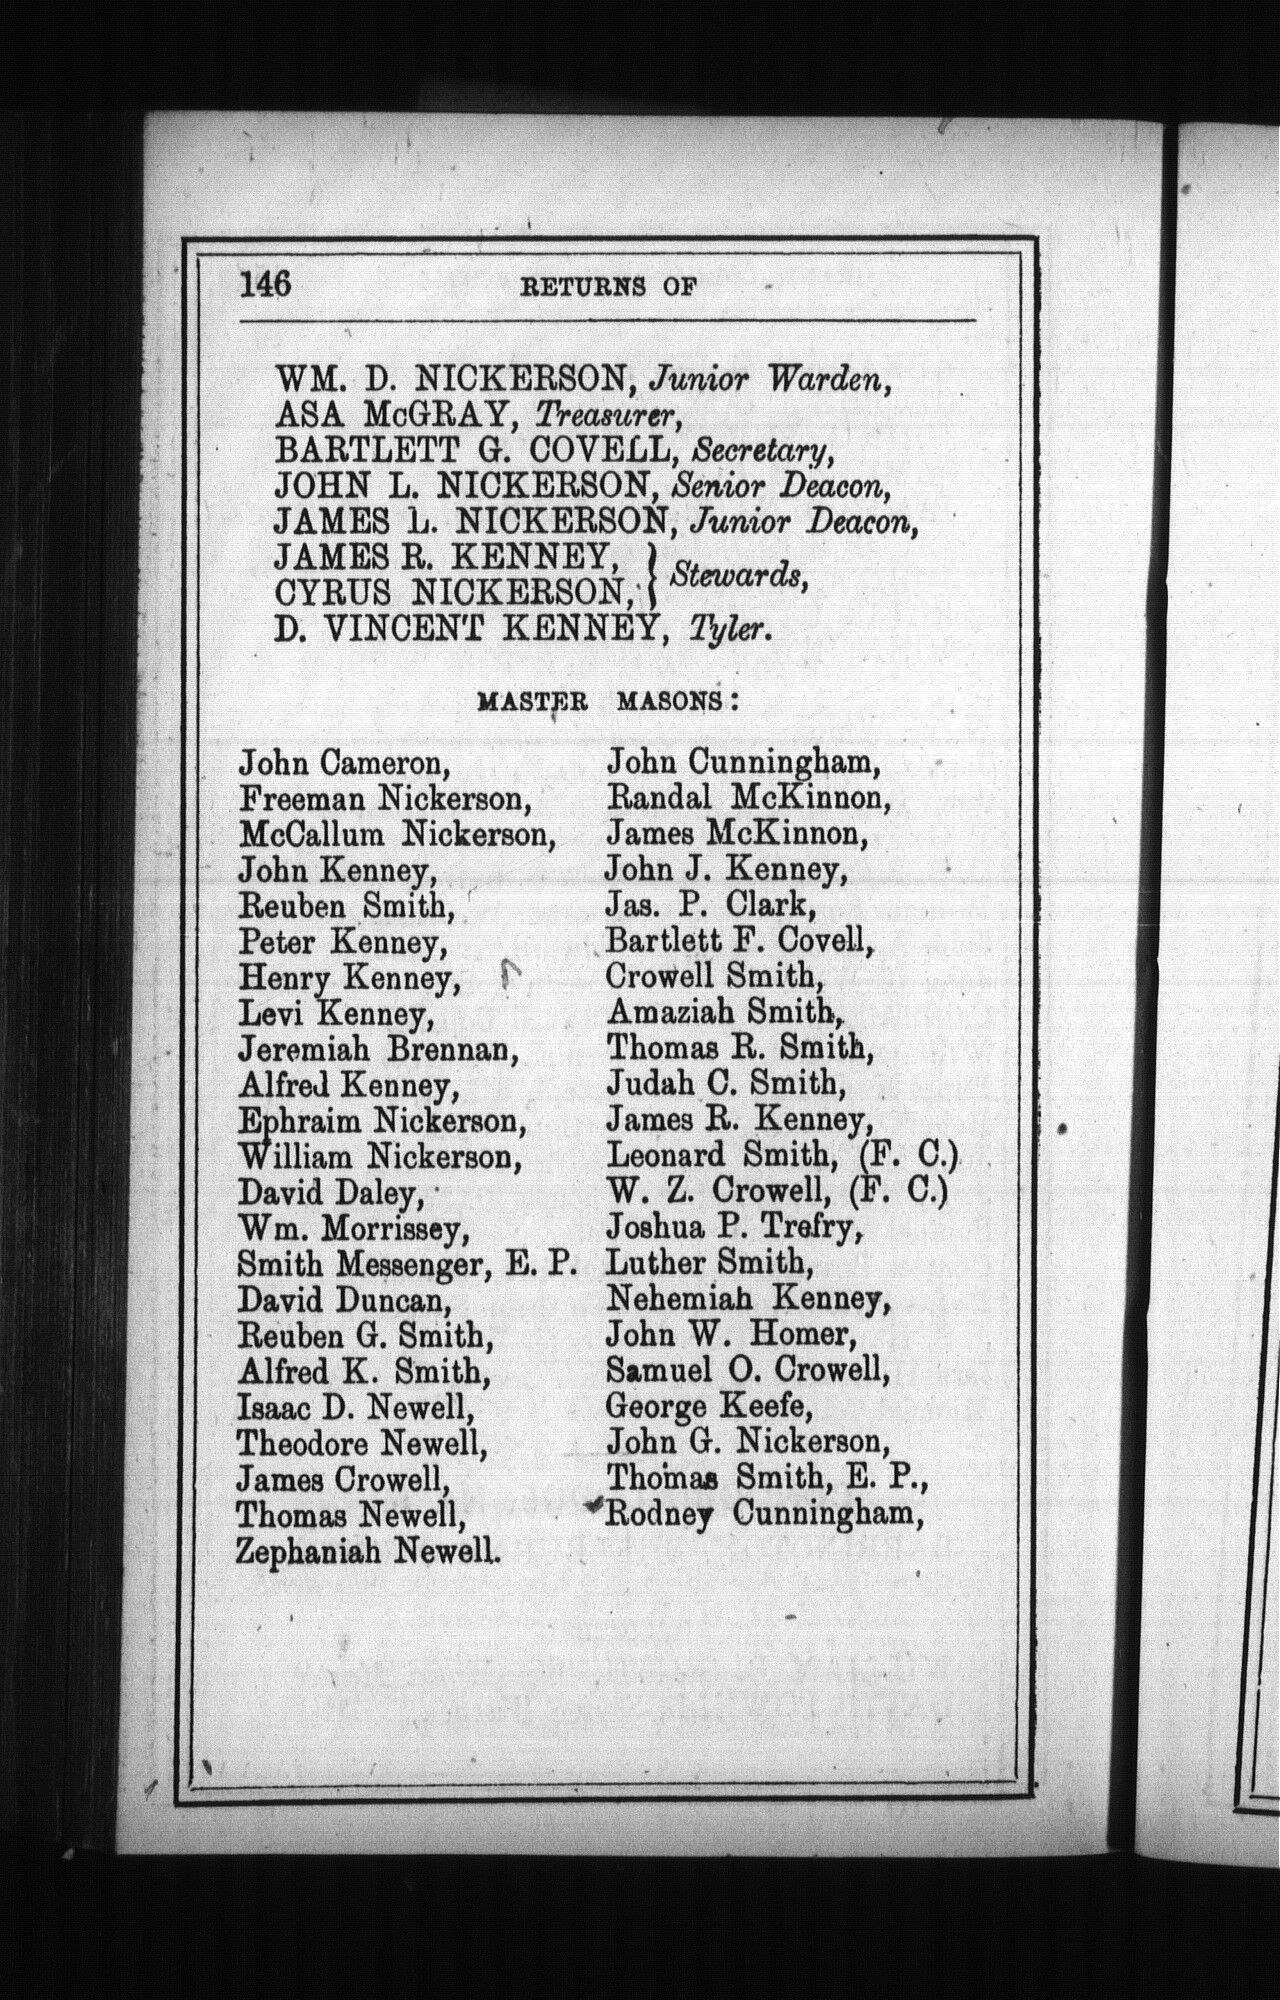 146 RETURNS OF
WM. D. NICKERSON, Junior Warden,
ASA McGRAY, Treasurer,
BARTLETT G. COVELL, Secretary,
JOHN L. NICKERSON, Senior Deacon,
JAMES L. NICKERSON, Junior Deacon,
JAMES R. KENNEY,
CYRUS NICKERSON, } Stewards,
D. VINCENT KENNEY, Tyler.
MASTER MASONS:
John Cameron,
Freeman Nickerson,
McCallum Nickerson,
John Kenney,
Reuben Smith,
Peter Kenney,
Henry Kenney,
Levi Kenney,
Jeremiah Brennan,
Alfred Kenney,
Ephraim Nickerson,
William Nickerson,
David Daley,
Wm. Morrissey,
Smith Messenger, E. P.
David Duncan,
Reuben G. Smith,
Alfred K. Smith,
Isaac D. Newell,
Theodore Newell,
James Crowell,
Thomas Newell,
Zephaniah Newell.
John Cunningham,
Randal McKinnon,
James McKinnon,
John J. Kenney,
Jas. P. Clark,
Bartlett F. Covell,
Crowell Smith,
Amaziah Smith,
Thomas R. Smith,
Judah C. Smith,
James R. Kenney,
Leonard Smith, (F. C.)
W. Z. Crowell, (F. C.)
Joshua P. Trefry,
Luther Smith,
Nehemiah Kenney,
John W. Homer,
Samuel O. Crowell,
George Keefe,
John G. Nickerson,
Thomas Smith, E. P.,
Rodney Cunningham,